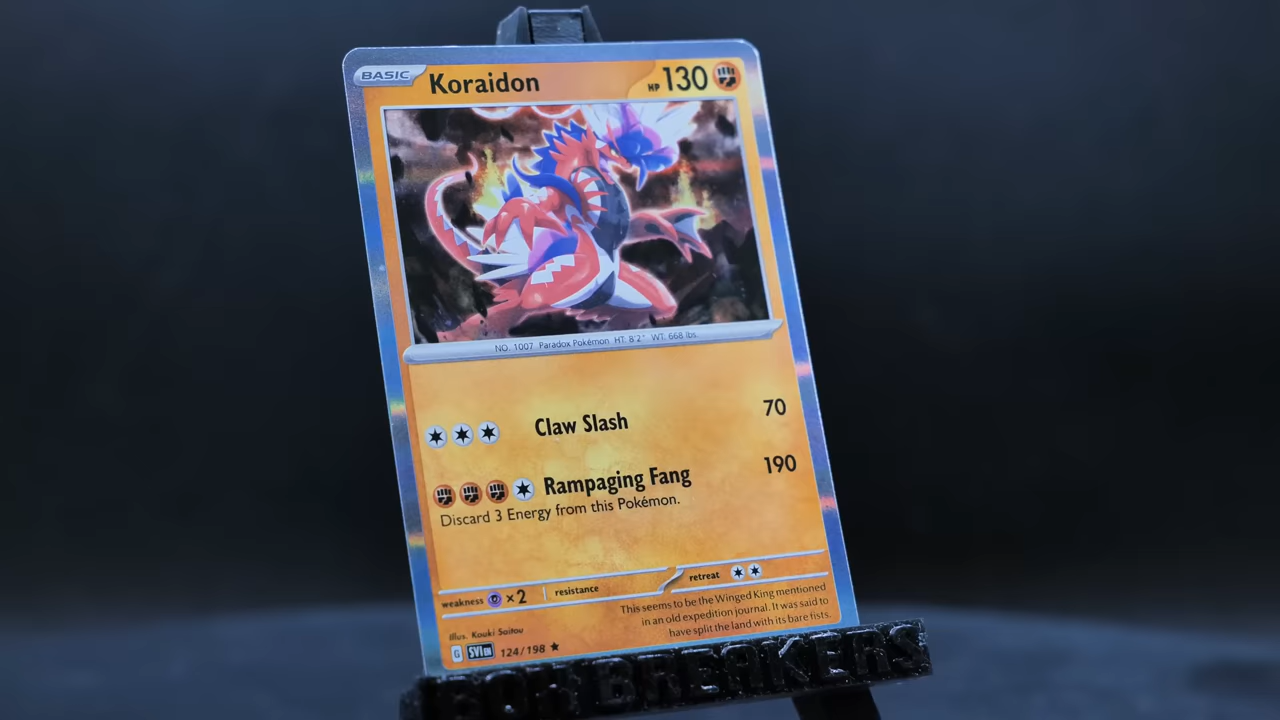 BASIC Koraidon HP 130
NO. 1007 Paradox Pokémon HT: 8'2" WT: 668 lbs.
Claw Slash 70
Rampaging Fang 190
Discard 3 Energy from this Pokémon.
weakness ×2 resistance retreat
This seems to be the Winged King mentioned
in an old expedition journal. It was said to
have split the land with its bare fists.
Illus. Kouki Saitou
G SVI EN 124/198
BREAKERS